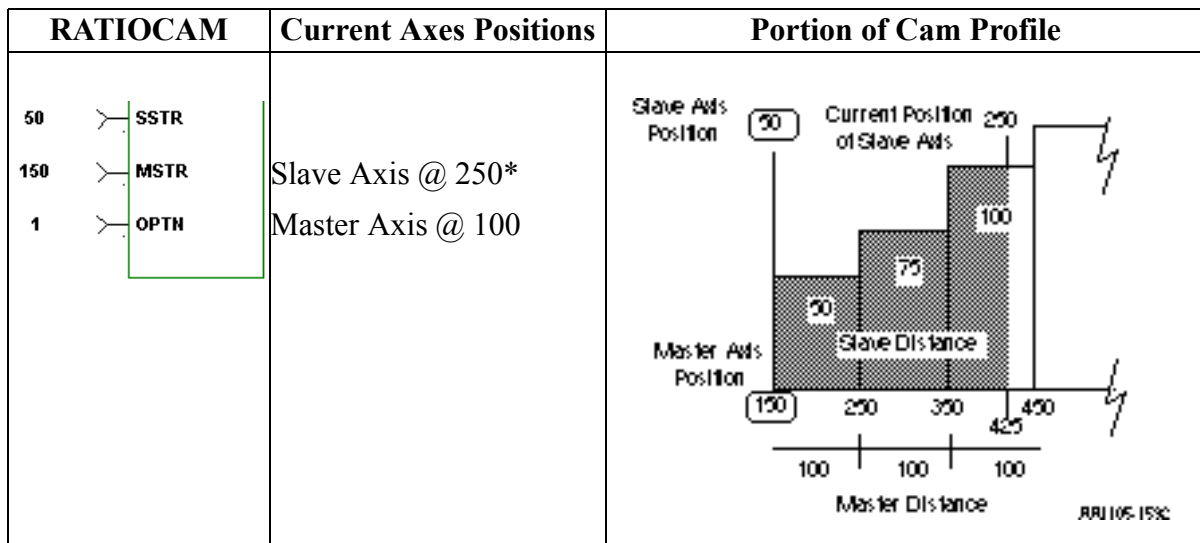 RATIOCAM
Current Axes Positions
Portion of Cam Profile
50 SSTR
150 MSTR
1 OPTN
Slave Axis @ 250*
Master Axis @ 100
Slave Axis
Position
50
Current Position
of Slave Axis
250
100
75
50
Slave Distance
Master Axis
Position
150 250 350 450
425
100 100 100
Master Distance